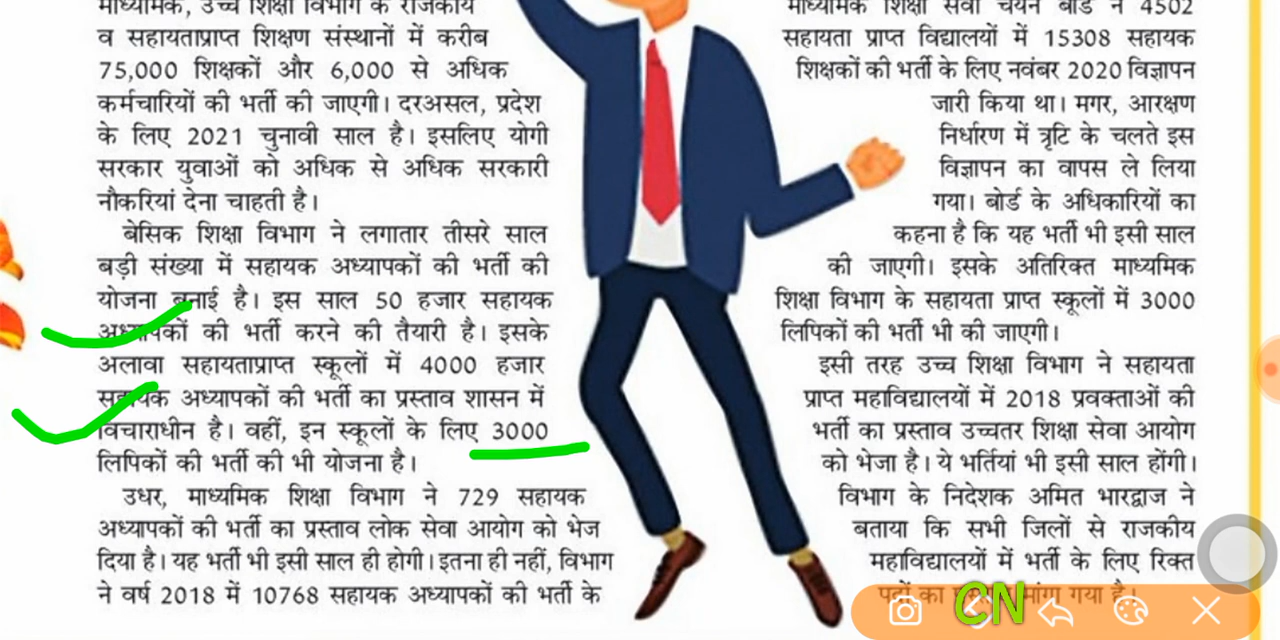 माध्यमिक, उच्च शिक्षा विभाग के राजकीय
व सहायताप्राप्त शिक्षण संस्थानों में करीब
75,000 शिक्षकों और 6,000 से अधिक
कर्मचारियों की भर्ती की जाएगी। दरअसल, प्रदेश
के लिए 2021 चुनावी साल है। इसलिए योगी
सरकार युवाओं को अधिक से अधिक सरकारी
नौकरियां देना चाहती है।
बेसिक शिक्षा विभाग ने लगातार तीसरे साल
बड़ी संख्या में सहायक अध्यापकों की भर्ती की
योजना बनाई है। इस साल 50 हजार सहायक
अध्यापकों की भर्ती करने की तैयारी है। इसके
अलावा सहायताप्राप्त स्कूलों में 4000 हजार
सहायक अध्यापकों की भर्ती का प्रस्ताव शासन में
विचाराधीन है। वहीं, इन स्कूलों के लिए 3000
लिपिकों की भर्ती की भी योजना है।
उधर, माध्यमिक शिक्षा विभाग ने 729 सहायक
अध्यापकों की भर्ती का प्रस्ताव लोक सेवा आयोग को भेज
दिया है। यह भर्ती भी इसी साल ही होगी। इतना ही नहीं, विभाग
ने वर्ष 2018 में 10768 सहायक अध्यापकों की भर्ती के
माध्यमिक शिक्षा सेवा चयन बोर्ड ने 4502
सहायता प्राप्त विद्यालयों में 15308 सहायक
शिक्षकों की भर्ती के लिए नवंबर 2020 विज्ञापन
जारी किया था। मगर, आरक्षण
निर्धारण में त्रृटि के चलते इस
विज्ञापन का वापस ले लिया
गया। बोर्ड के अधिकारियों का
कहना है कि यह भर्ती भी इसी साल
की जाएगी। इसके अतिरिक्त माध्यमिक
शिक्षा विभाग के सहायता प्राप्त स्कूलों में 3000
लिपिकों की भर्ती भी की जाएगी।
इसी तरह उच्च शिक्षा विभाग ने सहायता
प्राप्त महाविद्यालयों में 2018 प्रवक्ताओं की
भर्ती का प्रस्ताव उच्चतर शिक्षा सेवा आयोग
को भेजा है। ये भर्तियां भी इसी साल होंगी।
विभाग के निदेशक अमित भारद्वाज ने
बताया कि सभी जिलों से राजकीय
महाविद्यालयों में भर्ती के लिए रिक्त
पदों का मांगा गया है।
CN